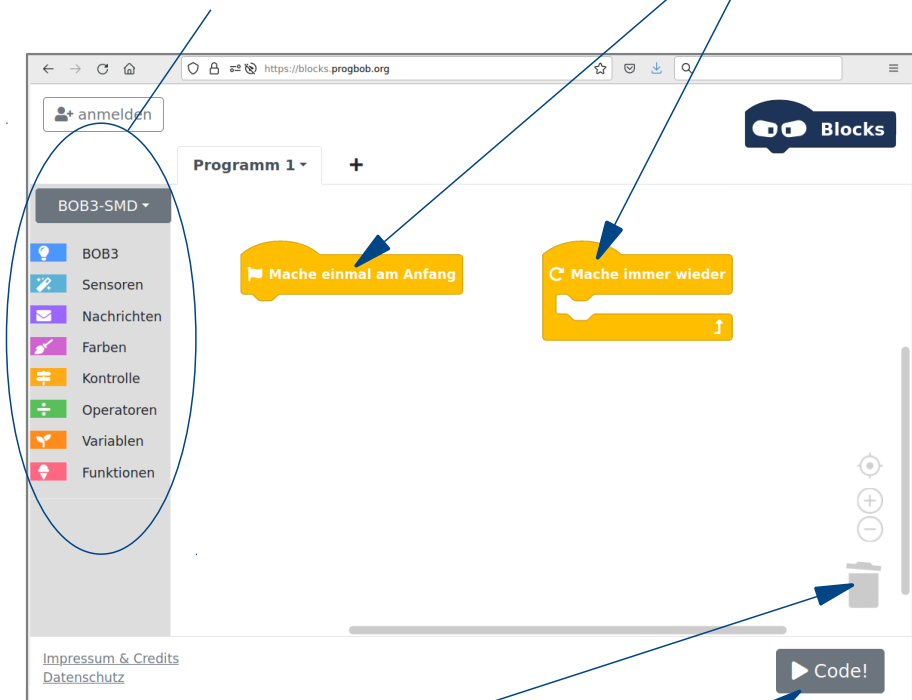 https://blocks.progbob.org
anmelden
Blocks
Programm 1
+
BOB3-SMD
BOB3
Sensoren
Nachrichten
Farben
Kontrolle
Operatoren
Variablen
Funktionen
Mache einmal am Anfang
Mache immer wieder
Impressum & Credits
Datenschutz
Code!